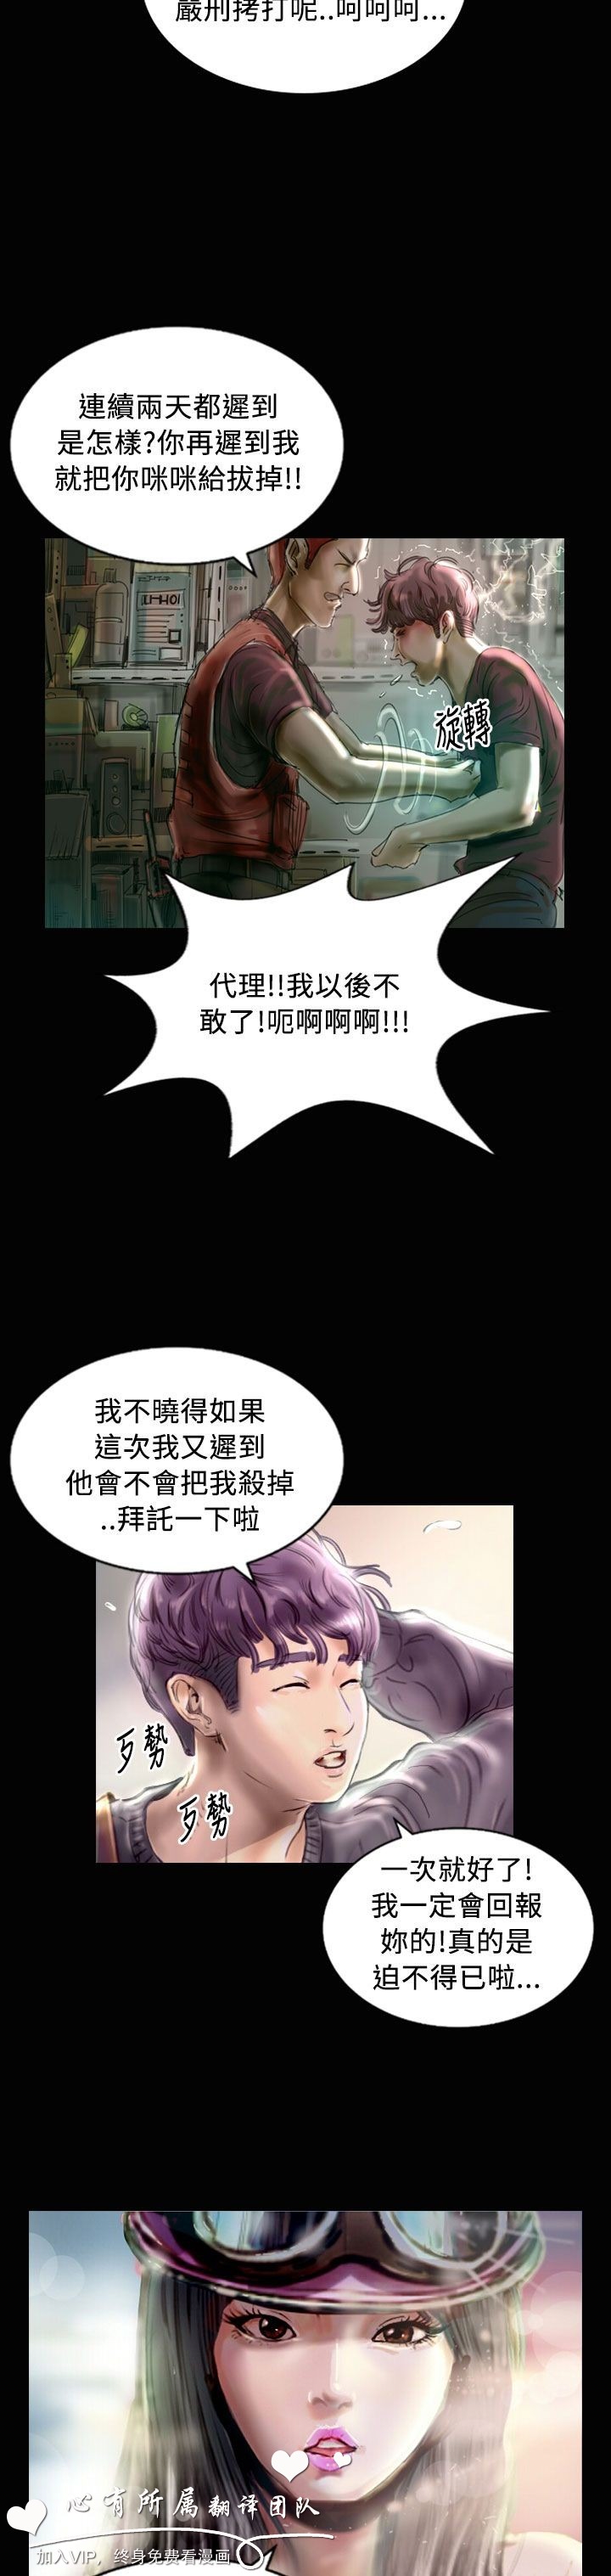 嚴刑拷打呢..呵呵呵...
連續兩天都遲到
是怎樣?你再遲到我
就把你咪咪給拔掉!!
旋轉
代理!!我以後不
敢了!呃啊啊啊!!!
我不曉得如果
這次我又遲到
他會不會把我殺掉
..拜託一下啦
歹勢
歹勢
一次就好了!
我一定會回報
妳的!真的是
迫不得已啦...
心有所属翻译团队
加入VIP，终身免费看漫画